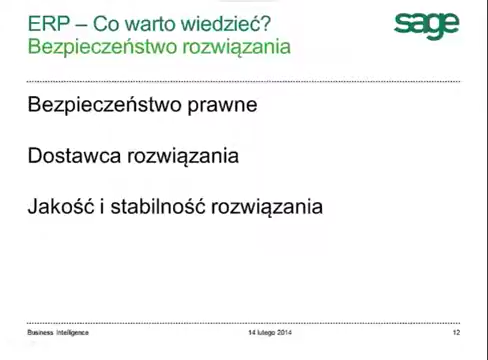 ERP – Co warto wiedzieć?
sage
Bezpieczeństwo rozwiązania
Bezpieczeństwo prawne
Dostawca rozwiązania
Jakość i stabilność rozwiązania
Business Intelligence
14 lutego 2014
12